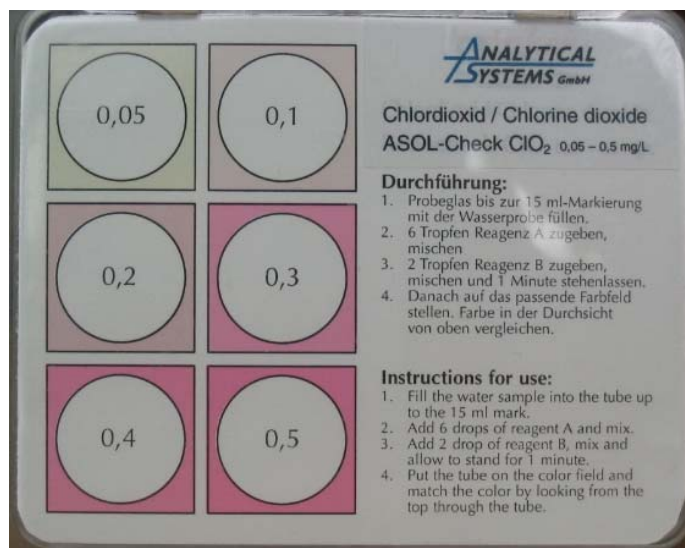 0,05
0,1
0,2
0,3
0,4
0,5
ANALYTICAL
SYSTEMS GmbH
Chlordioxid / Chlorine dioxide
ASOL-Check ClO₂ 0,05 – 0,5 mg/L
Durchführung:
1. Probeglas bis zur 15 ml-Markierung
mit der Wasserprobe füllen.
2. 6 Tropfen Reagenz A zugeben,
mischen
3. 2 Tropfen Reagenz B zugeben,
mischen und 1 Minute stehenlassen.
4. Danach auf das passende Farbfeld
stellen. Farbe in der Durchsicht
von oben vergleichen.
Instructions for use:
1. Fill the water sample into the tube up
to the 15 ml mark.
2. Add 6 drops of reagent A and mix.
3. Add 2 drop of reagent B, mix and
allow to stand for 1 minute.
4. Put the tube on the color field and
match the color by looking from the
top through the tube.